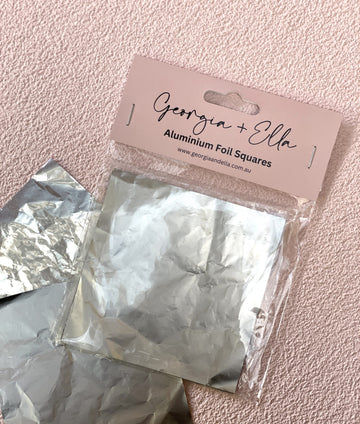 Georgia + Ella
Aluminium Foil Squares
www.georgiaandella.com.au